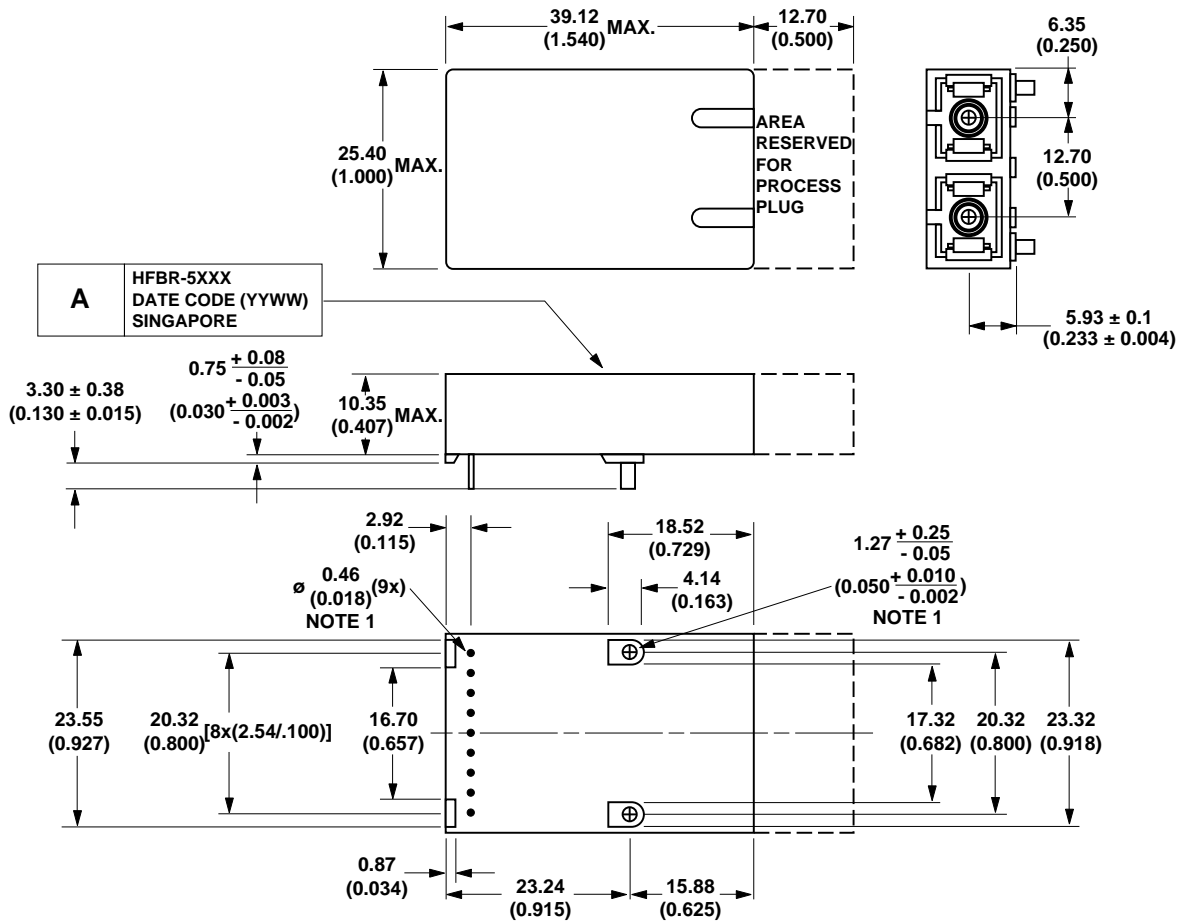 39.12
(1.540) MAX.
12.70
(0.500)
6.35
(0.250)
25.40
(1.000) MAX.
AREA
RESERVED
FOR
PROCESS
PLUG
12.70
(0.500)
A
HFBR-5XXX
DATE CODE (YYWW)
SINGAPORE
5.93 ± 0.1
(0.233 ± 0.004)
3.30 ± 0.38
(0.130 ± 0.015)
0.75 + 0.08
- 0.05
(0.030 + 0.003
- 0.002)
10.35
(0.407) MAX.
2.92
(0.115)
18.52
(0.729)
4.14
(0.163)
1.27 + 0.25
- 0.05
(0.050 + 0.010
- 0.002)
NOTE 1
ø 0.46
(0.018) (9x)
NOTE 1
23.55
(0.927)
20.32
(0.800) [8x(2.54/.100)]
16.70
(0.657)
17.32
(0.682)
20.32
(0.800)
23.32
(0.918)
0.87
(0.034)
23.24
(0.915)
15.88
(0.625)